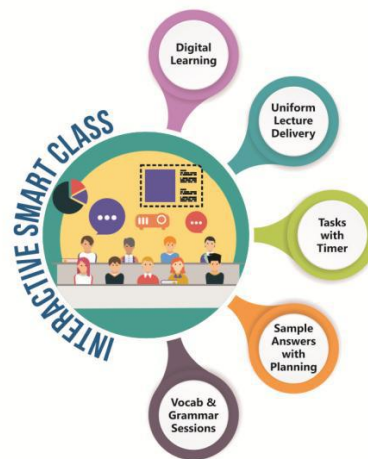 INTERACTIVE SMART CLASS
Digital
Learning
Uniform
Lecture
Delivery
Tasks
with
Timer
Sample
Answers
with
Planning
Vocab &
Grammar
Sessions